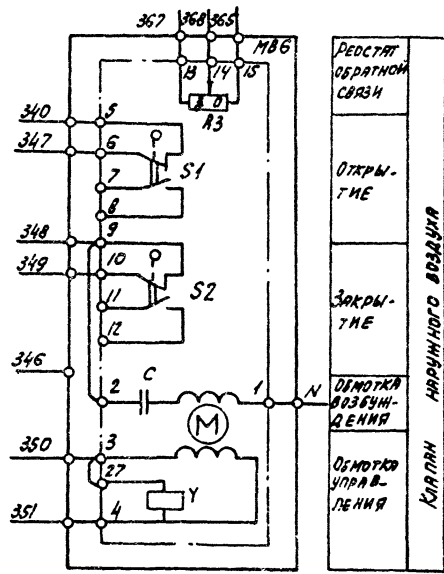 367 368 365
МВ6
13 14 15
В О
R3
340 5
347 6
S1
7
8
348 9
349 10
S2
11
12
346
2 C 1 N
М
350 3
27
Y
351 4
РЕОСТАТ
ОБРАТНОЙ
СВЯЗИ
ОТКРЫ-
ТИЕ
ЗАКРЫ-
ТИЕ
ОБМОТКА
ВОЗБУЖ-
ДЕНИЯ
ОБМОТКА
УПРАВ-
ЛЕНИЯ
КЛАПАН НАРУЖНОГО ВОЗДУХА